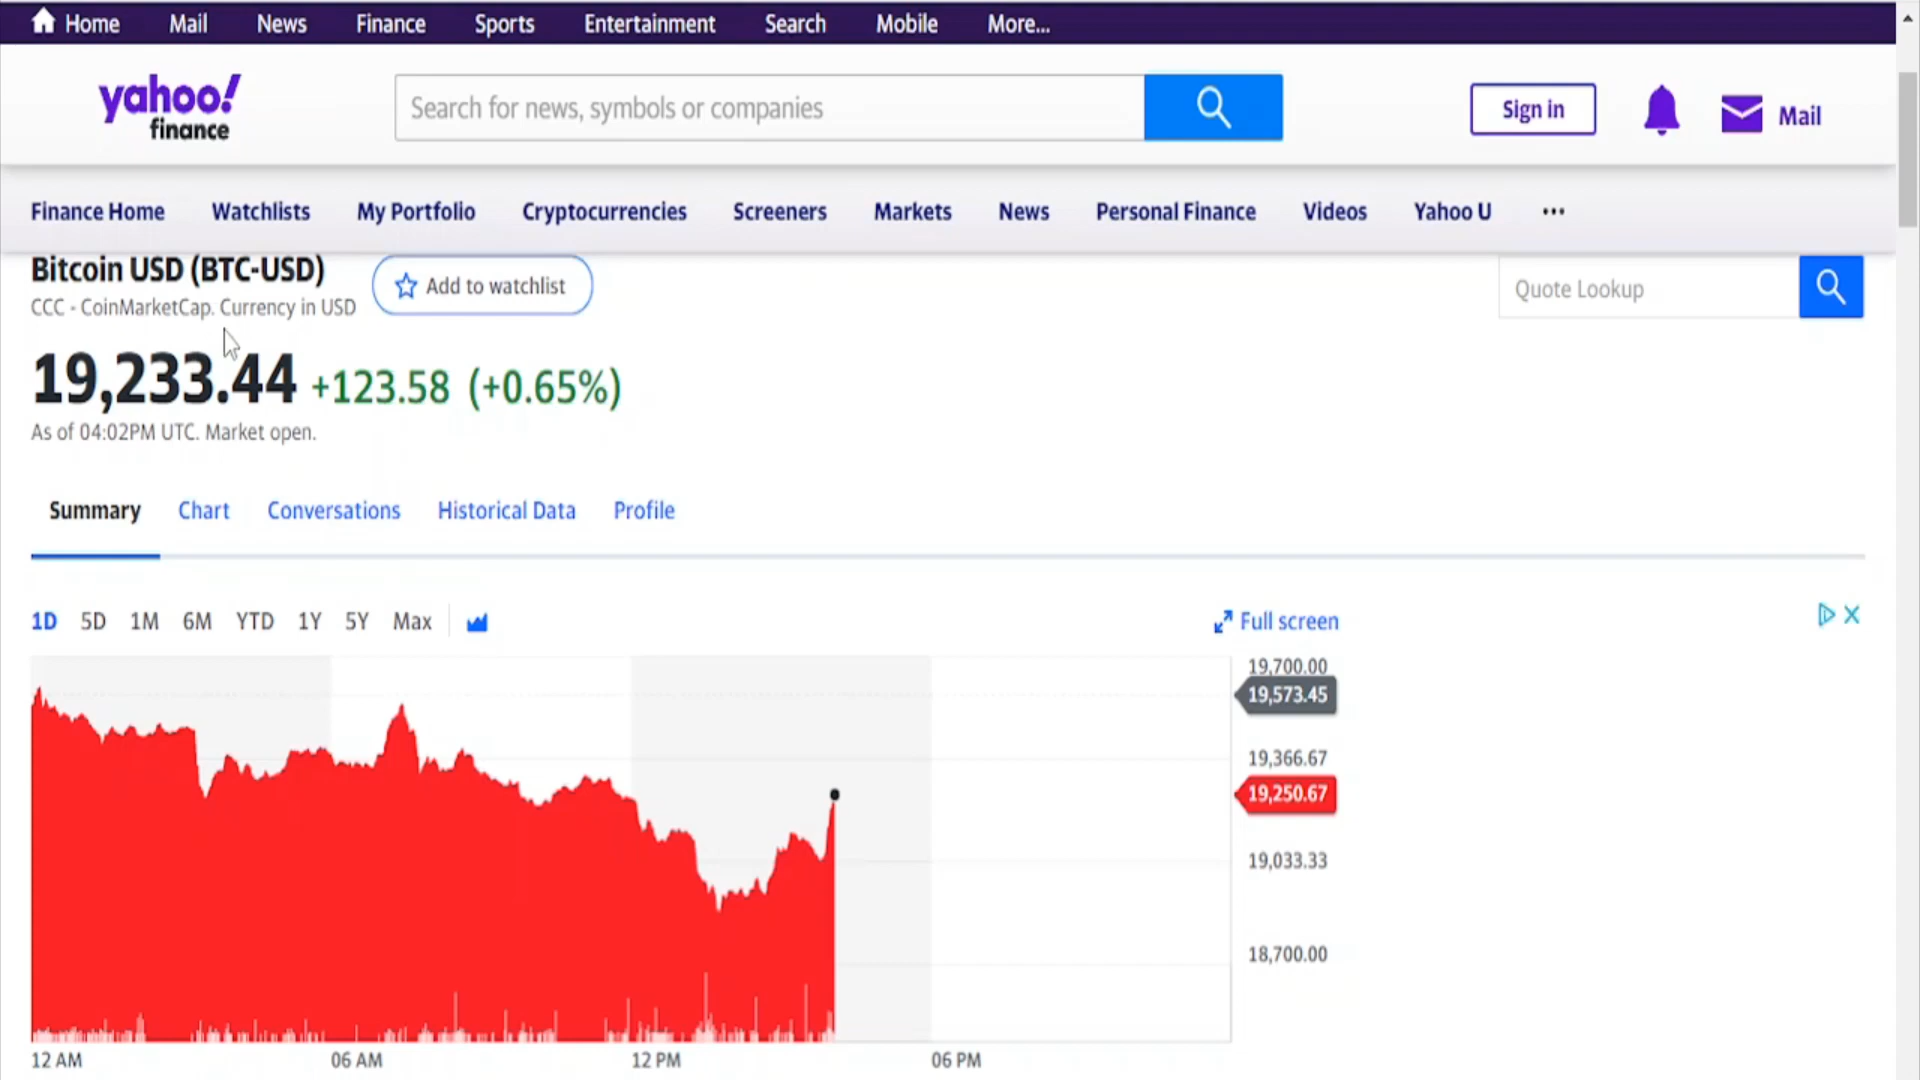 Home Mail News Finance Sports Entertainment Search Mobile More...
yahoo!
finance
Search for news, symbols or companies
Sign in
Mail
Finance Home Watchlists My Portfolio Cryptocurrencies Screeners Markets News Personal Finance Videos Yahoo U ...
Bitcoin USD (BTC-USD)
CCC - CoinMarketCap. Currency in USD
Add to watchlist
Quote Lookup
19,233.44 +123.58 (+0.65%)
As of 04:02PM UTC. Market open.
Summary Chart Conversations Historical Data Profile
1D 5D 1M 6M YTD 1Y 5Y Max
Full screen
19,700.00
19,573.45
19,366.67
19,250.67
19,033.33
18,700.00
12 AM 06 AM 12 PM 06 PM